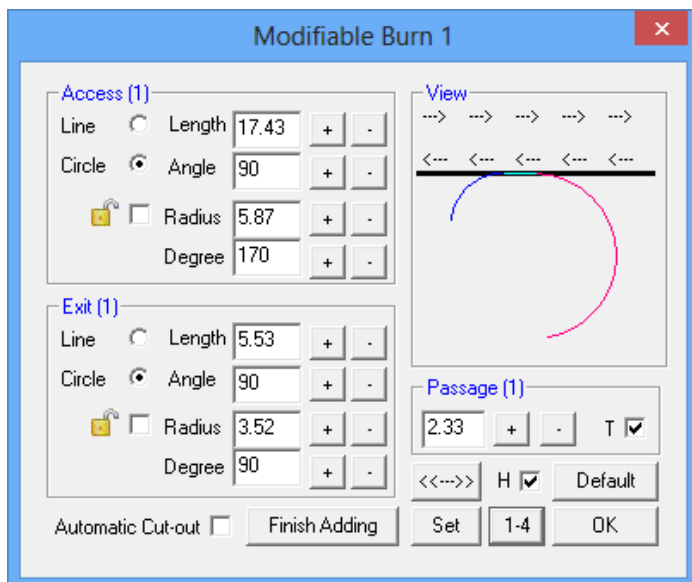 Modifiable Burn 1
Access (1)
Line Length 17.43 + -
Circle Angle 90 + -
Radius 5.87 + -
Degree 170 + -
Exit (1)
Line Length 5.53 + -
Circle Angle 90 + -
Radius 3.52 + -
Degree 90 + -
Automatic Cut-out Finish Adding
View
---> ---> ---> ---> --->
<--- <--- <--- <--- <---
Passage (1)
2.33 + - T
<<--->> H Default
Set 1-4 OK